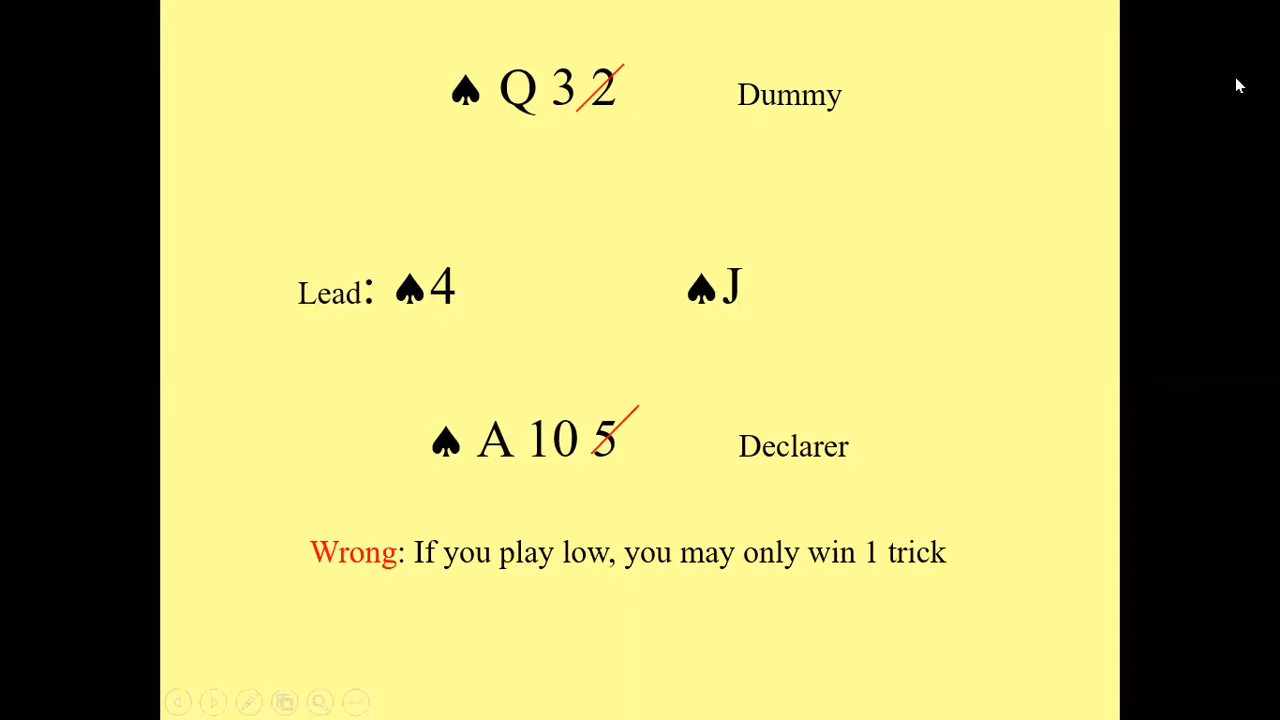 ♠ Q 3 2 Dummy
Lead: ♠4 ♠J
♠ A 10 5 Declarer
Wrong: If you play low, you may only win 1 trick